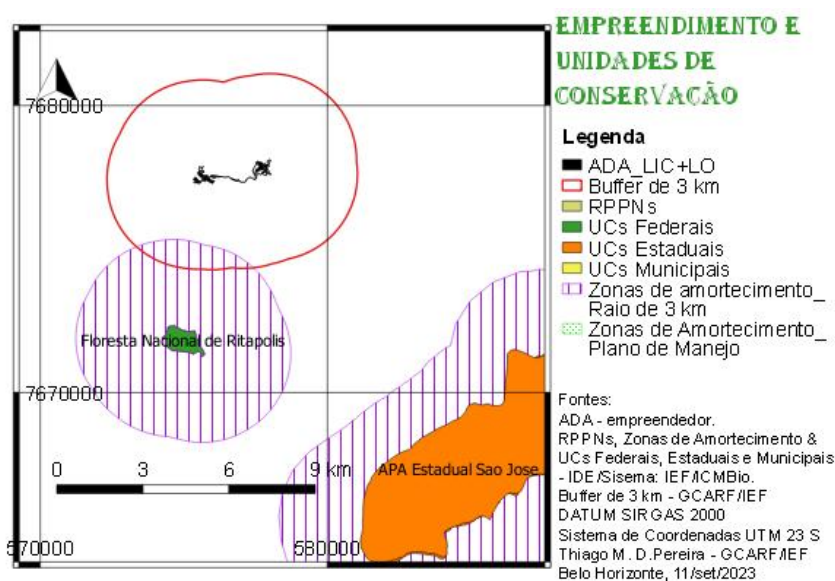 EMPREENDIMENTO E
UNIDADES DE
CONSERVAÇÃO
Legenda
ADA_LIC+LO
Buffer de 3 km
RPPNs
UCs Federais
UCs Estaduais
UCs Municipais
Zonas de amortecimento_
Raio de 3 km
Zonas de Amortecimento_
Plano de Manejo
Fontes:
ADA - empreendedor.
RPPNs, Zonas de Amortecimento &
UCs Federais, Estaduais e Municipais
- IDE/Sisema: IEF/ICMBio.
Buffer de 3 km - GCARF/IEF
DATUM SIRGAS 2000
Sistema de Coordenadas UTM 23 S
Thiago M. D.Pereira - GCARF/IEF
Belo Horizonte, 11/set/2023
7680000
Floresta Nacional de Ritapolis
7670000
0 3 6 9 km
APA Estadual Sao Jose
570000 580000